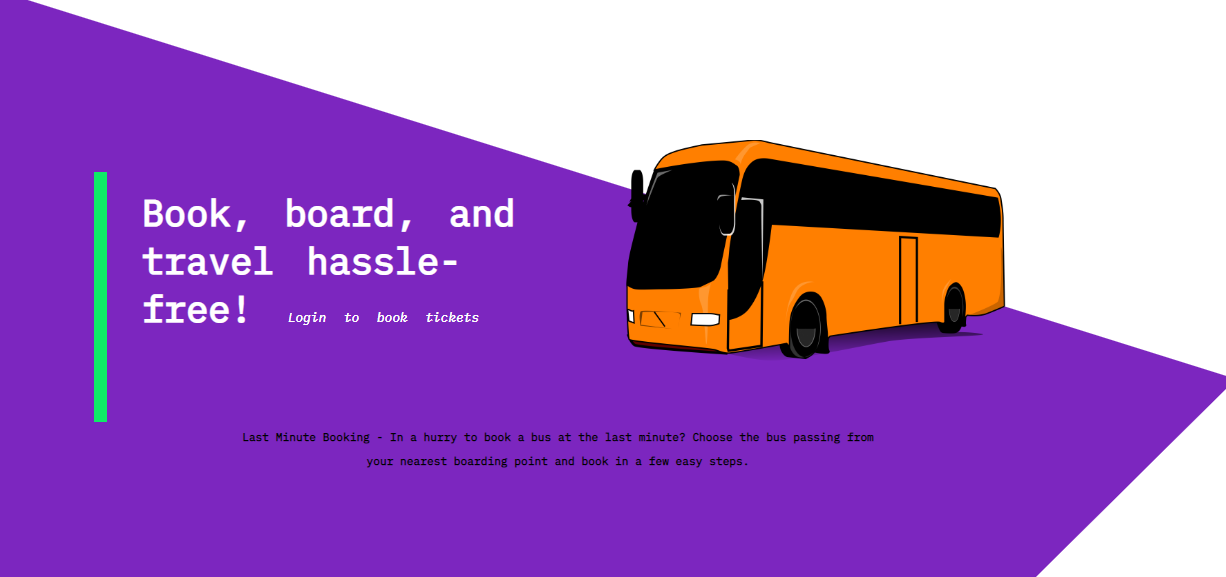 Book, board, and
travel hassle-
free! Login to book tickets
Last Minute Booking - In a hurry to book a bus at the last minute? Choose the bus passing from
your nearest boarding point and book in a few easy steps.